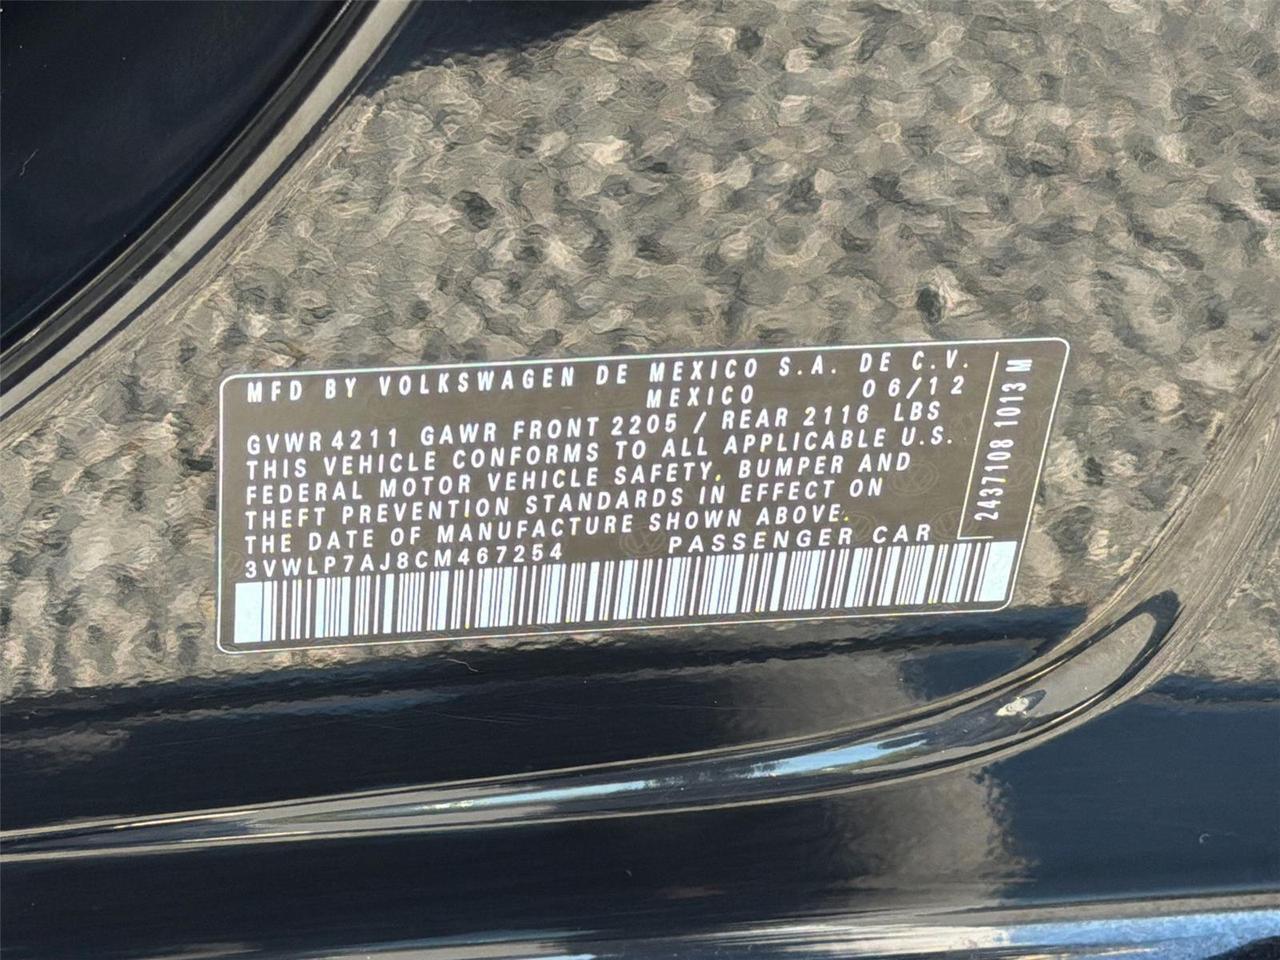 MFD BY VOLKSWAGEN DE MEXICO S.A. DE C.V.
MEXICO 06/12
GVWR 4211 GAWR FRONT 2205 / REAR 2116 LBS
THIS VEHICLE CONFORMS TO ALL APPLICABLE U.S.
FEDERAL MOTOR VEHICLE SAFETY, BUMPER AND
THEFT PREVENTION STANDARDS IN EFFECT ON
THE DATE OF MANUFACTURE SHOWN ABOVE.
3VWLP7AJ8CM467254 PASSENGER CAR
2437108 1013 M